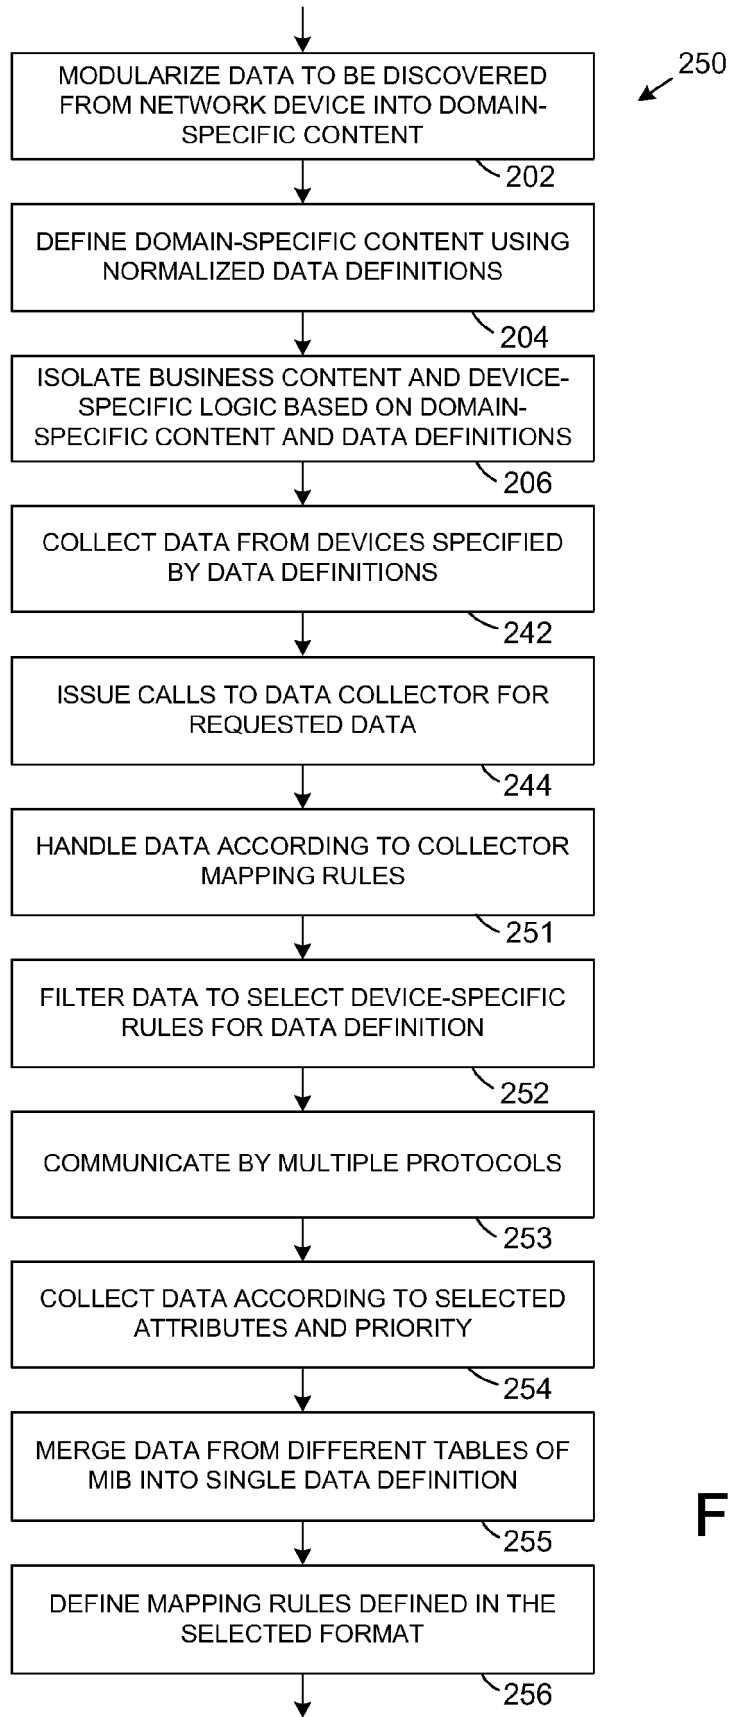 250
MODULARIZE DATA TO BE DISCOVERED
FROM NETWORK DEVICE INTO DOMAIN-
SPECIFIC CONTENT
202
DEFINE DOMAIN-SPECIFIC CONTENT USING
NORMALIZED DATA DEFINITIONS
204
ISOLATE BUSINESS CONTENT AND DEVICE-
SPECIFIC LOGIC BASED ON DOMAIN-
SPECIFIC CONTENT AND DATA DEFINITIONS
206
COLLECT DATA FROM DEVICES SPECIFIED
BY DATA DEFINITIONS
242
ISSUE CALLS TO DATA COLLECTOR FOR
REQUESTED DATA
244
HANDLE DATA ACCORDING TO COLLECTOR
MAPPING RULES
251
FILTER DATA TO SELECT DEVICE-SPECIFIC
RULES FOR DATA DEFINITION
252
COMMUNICATE BY MULTIPLE PROTOCOLS
253
COLLECT DATA ACCORDING TO SELECTED
ATTRIBUTES AND PRIORITY
254
MERGE DATA FROM DIFFERENT TABLES OF
MIB INTO SINGLE DATA DEFINITION
255
F
DEFINE MAPPING RULES DEFINED IN THE
SELECTED FORMAT
256